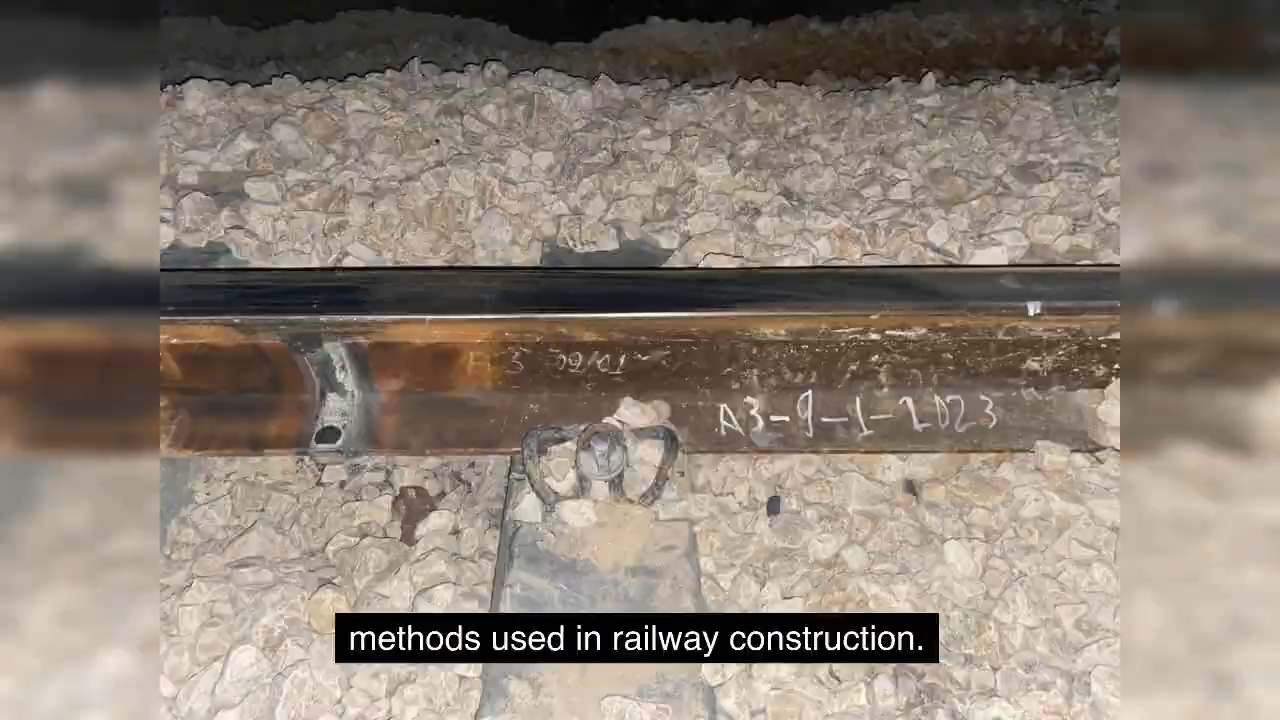 A3-9-1-2023
methods used in railway construction.